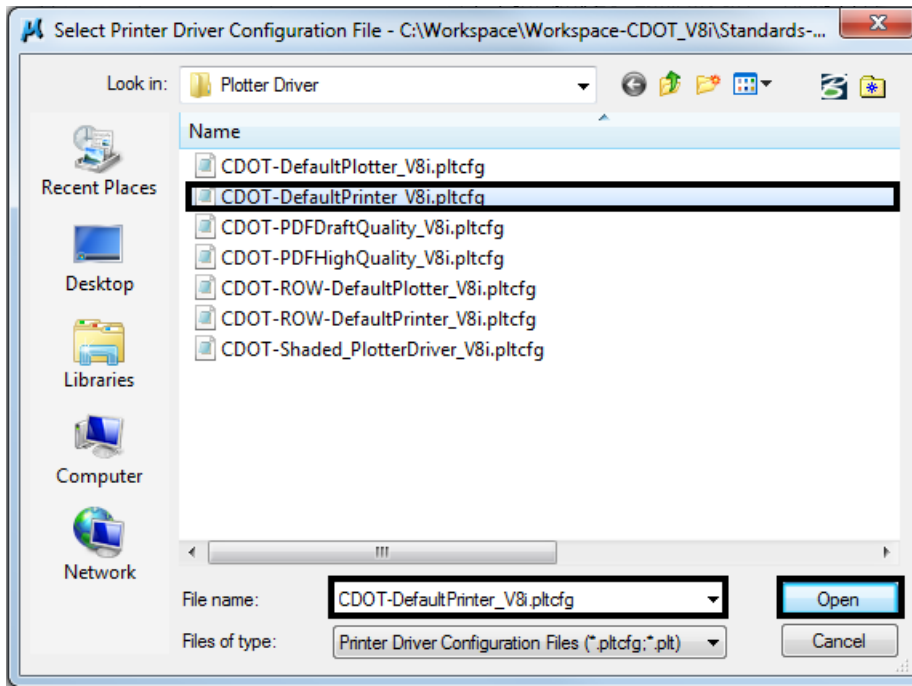 Select Printer Driver Configuration File - C:\Workspace\Workspace-CDOT_V8i\Standards-...
Look in:
Plotter Driver
Name
Recent Places
Desktop
Libraries
Computer
Network
CDOT-DefaultPlotter_V8i.pltcfg
CDOT-DefaultPrinter_V8i.pltcfg
CDOT-PDFDraftQuality_V8i.pltcfg
CDOT-PDFHighQuality_V8i.pltcfg
CDOT-ROW-DefaultPlotter_V8i.pltcfg
CDOT-ROW-DefaultPrinter_V8i.pltcfg
CDOT-Shaded_PlotterDriver_V8i.pltcfg
File name:
CDOT-DefaultPrinter_V8i.pltcfg
Open
Files of type:
Printer Driver Configuration Files (*.pltcfg;*.plt)
Cancel